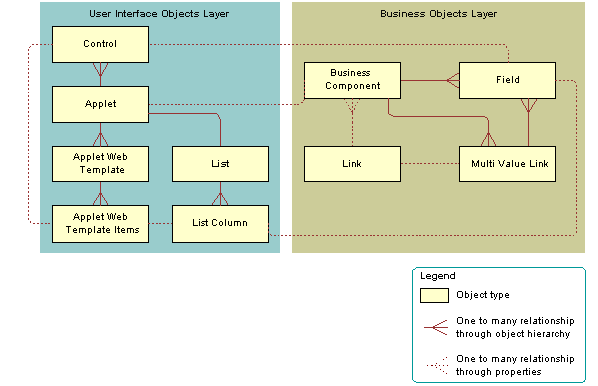 User Interface Objects Layer
Business Objects Layer
Control
Business
Component
Field
Applet
Applet Web
Template
List
Link
Multi Value Link
Applet Web
Template Items
List Column
Legend
Object type
One to many relationship
through object hierarchy
One to many relationship
through properties